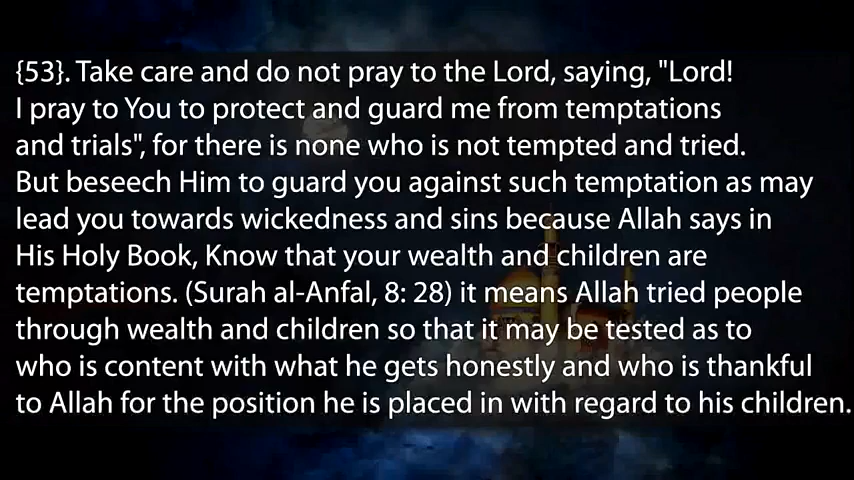 {53}. Take care and do not pray to the Lord, saying, "Lord!
I pray to You to protect and guard me from temptations
and trials", for there is none who is not tempted and tried.
But beseech Him to guard you against such temptation as may
lead you towards wickedness and sins because Allah says in
His Holy Book, Know that your wealth and children are
temptations. (Surah al-Anfal, 8: 28) it means Allah tried people
through wealth and children so that it may be tested as to
who is content with what he gets honestly and who is thankful
to Allah for the position he is placed in with regard to his children.